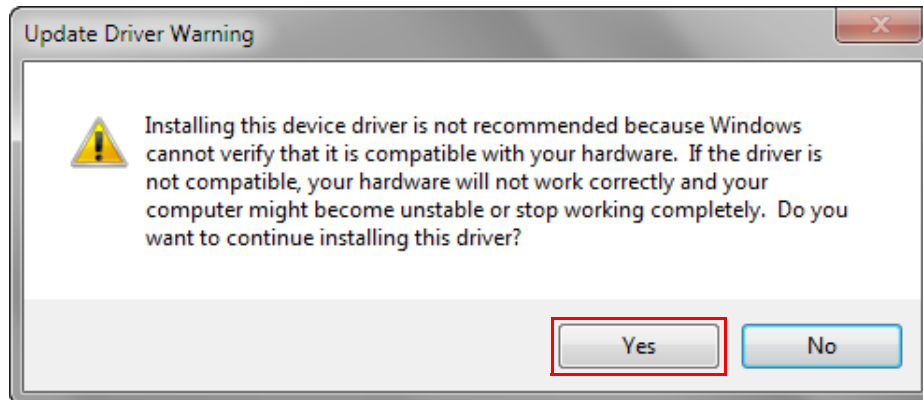 Update Driver Warning
Installing this device driver is not recommended because Windows
cannot verify that it is compatible with your hardware.  If the driver is
not compatible, your hardware will not work correctly and your
computer might become unstable or stop working completely.  Do you
want to continue installing this driver?
Yes No